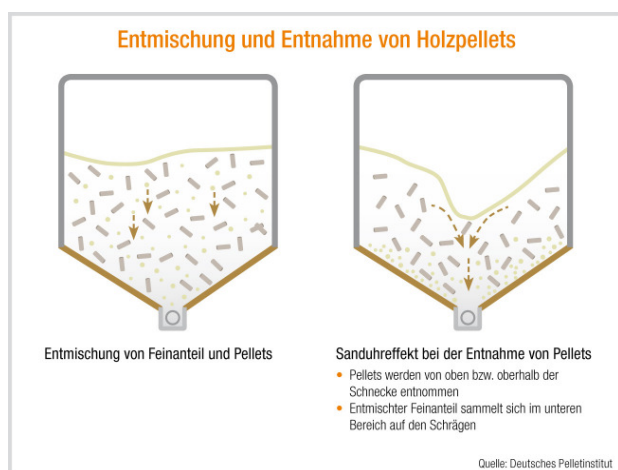 Entmischung und Entnahme von Holzpellets
Entmischung von Feinanteil und Pellets
Sanduhreffekt bei der Entnahme von Pellets
• Pellets werden von oben bzw. oberhalb der
Schnecke entnommen
• Entmischter Feinanteil sammelt sich im unteren
Bereich auf den Schrägen
Quelle: Deutsches Pelletinstitut